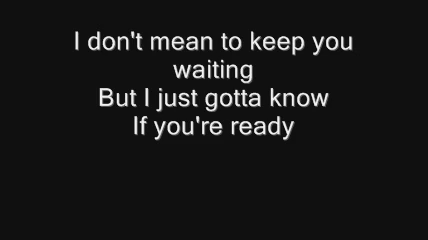 I don't mean to keep you
waiting
But I just gotta know
If you're ready